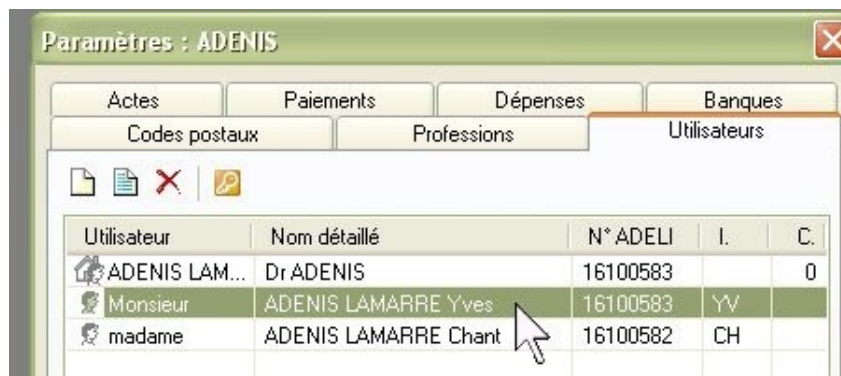 Paramètres : ADENIS
Actes Paiements Dépenses Banques
Codes postaux Professions Utilisateurs
Utilisateur Nom détaillé N° ADELI I. C.
ADENIS LAM... Dr ADENIS 16100583 0
Monsieur ADENIS LAMARRE Yves 16100583 YV
madame ADENIS LAMARRE Chant 16100582 CH